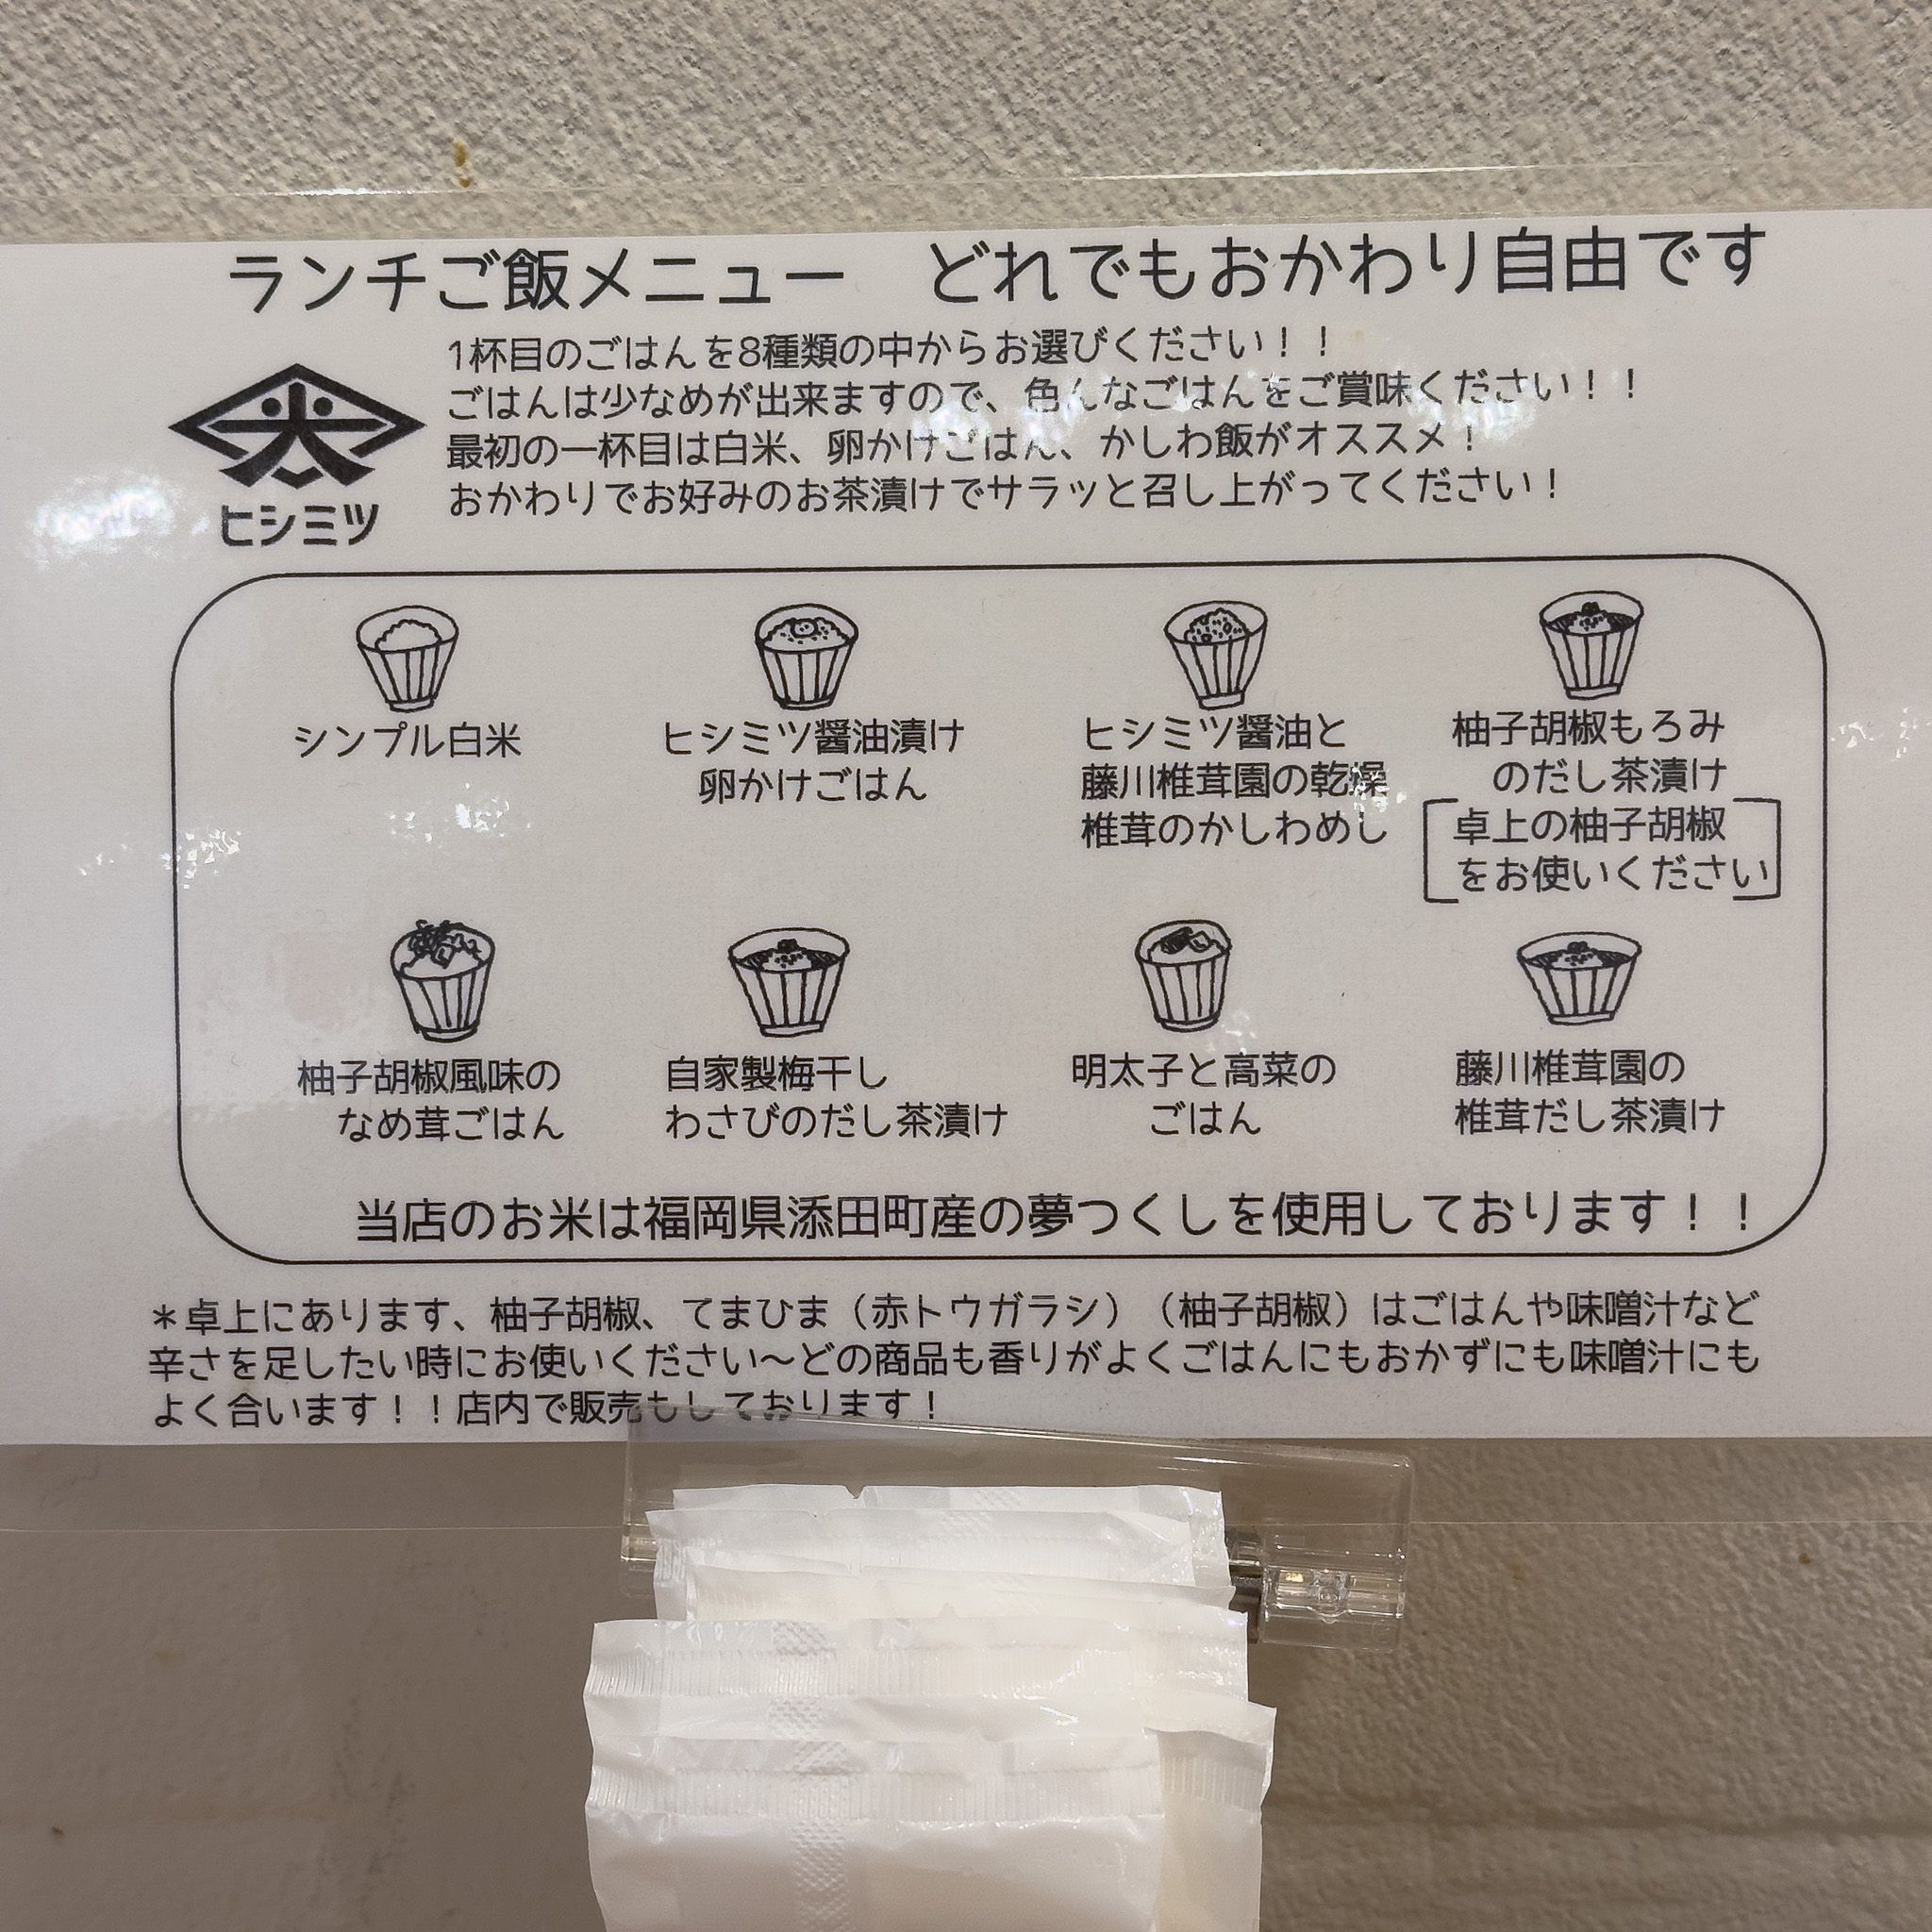 ランチご飯メニュー　どれでもおかわり自由です
1杯目のごはんを8種類の中からお選びください！！
ごはんは少なめが出来ますので、色んなごはんをご賞味ください！！
最初の一杯目は白米、卵かけごはん、かしわ飯がオススメ！
おかわりでお好みのお茶漬けでサラッと召し上がってください！
ヒシミツ
シンプル白米
ヒシミツ醤油漬け
卵かけごはん
ヒシミツ醤油と
藤川椎茸園の乾燥
椎茸のかしわめし
柚子胡椒もろみ
のだし茶漬け
卓上の柚子胡椒
をお使いください
柚子胡椒風味の
なめ茸ごはん
自家製梅干し
わさびのだし茶漬け
明太子と高菜の
ごはん
藤川椎茸園の
椎茸だし茶漬け
当店のお米は福岡県添田町産の夢つくしを使用しております！！
＊卓上にあります、柚子胡椒、てまひま（赤トウガラシ）（柚子胡椒）はごはんや味噌汁など
辛さを足したい時にお使いください～どの商品も香りがよくごはんにもおかずにも味噌汁にも
よく合います！！店内で販売もしております！